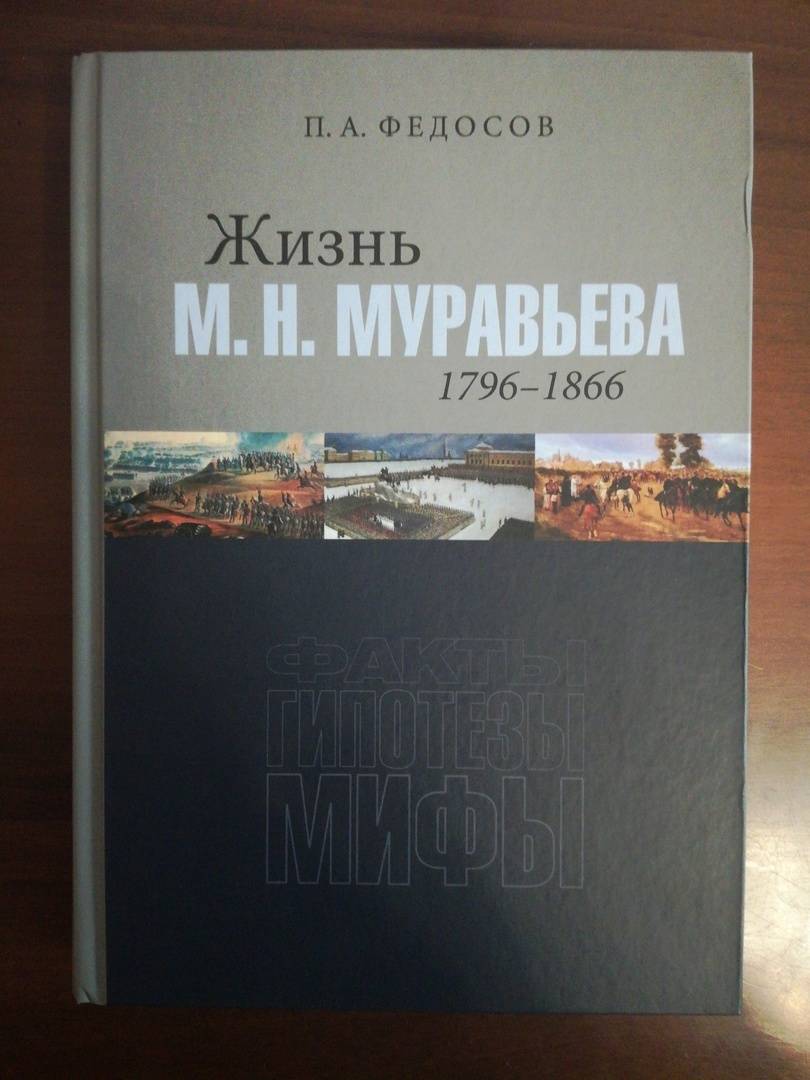 П. А. ФЕДОСОВ
Жизнь
М. Н. МУРАВЬЕВА
1796–1866
ФАКТЫ
ГИПОТЕЗЫ
МИФЫ